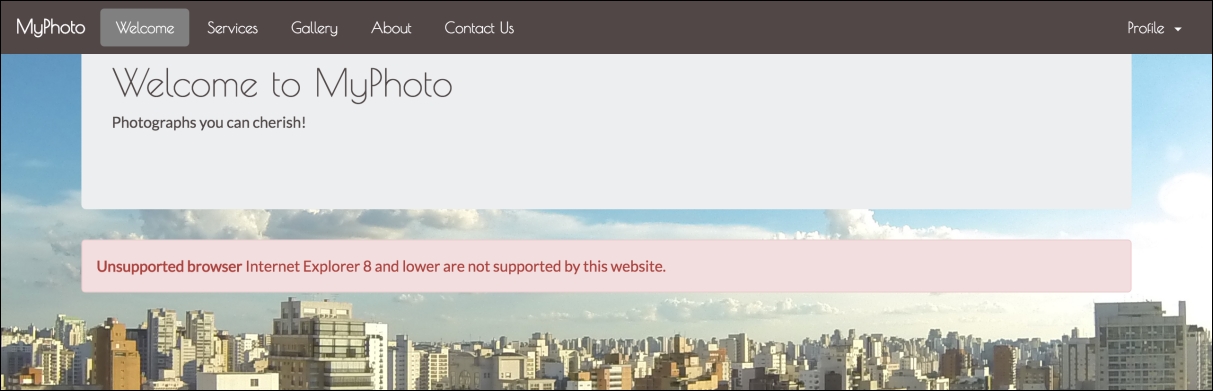 MyPhoto Welcome Services Gallery About Contact Us Profile
Welcome to MyPhoto
Photographs you can cherish!
Unsupported browser Internet Explorer 8 and lower are not supported by this website.